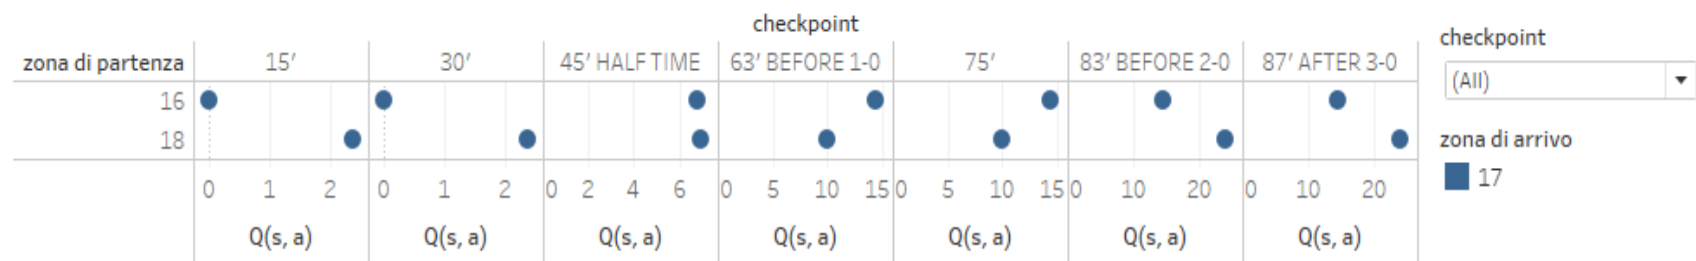 checkpoint
zona di partenza 15' 30' 45' HALF TIME 63' BEFORE 1-0 75' 83' BEFORE 2-0 87' AFTER 3-0
16
18
0 1 2 0 1 2 0 2 4 6 0 5 10 15 0 5 10 15 0 10 20 0 10 20
Q(s, a) Q(s, a) Q(s, a) Q(s, a) Q(s, a) Q(s, a) Q(s, a)
checkpoint
(All)
zona di arrivo
17